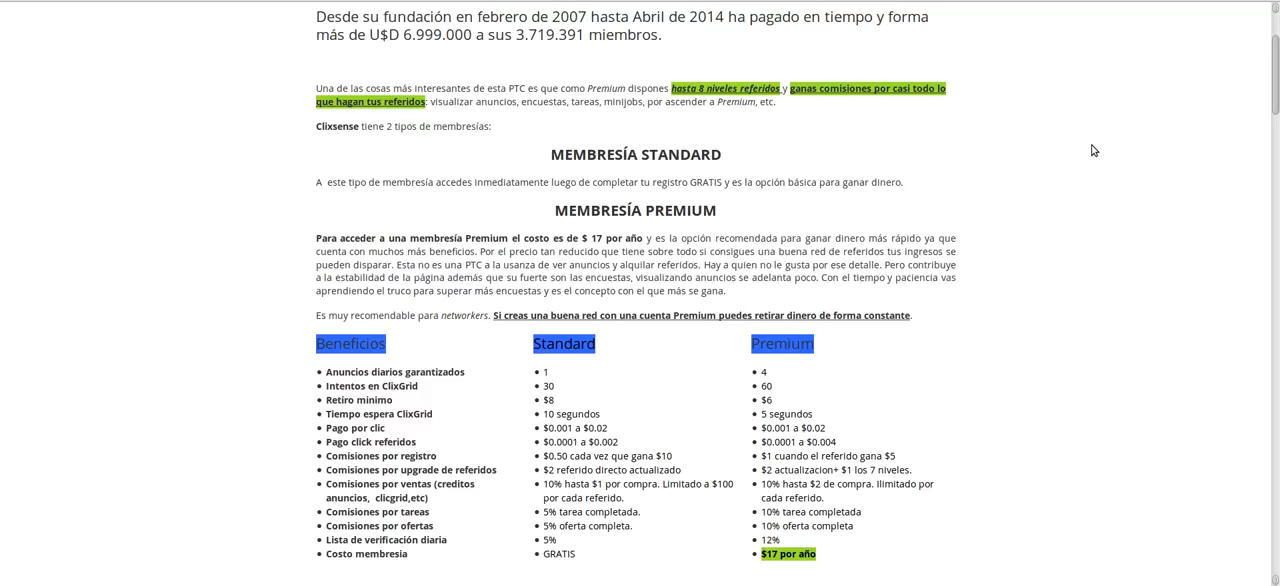 Desde su fundación en febrero de 2007 hasta Abril de 2014 ha pagado en tiempo y forma
más de U$D 6.999.000 a sus 3.719.391 miembros.
Una de las cosas más interesantes de esta PTC es que como Premium dispones hasta 8 niveles referidos y ganas comisiones por casi todo lo
que hagan tus referidos: visualizar anuncios, encuestas, tareas, minijobs, por ascender a Premium, etc.
Clixsense tiene 2 tipos de membresías:
MEMBRESÍA STANDARD
A este tipo de membresía accedes inmediatamente luego de completar tu registro GRATIS y es la opción básica para ganar dinero.
MEMBRESÍA PREMIUM
Para acceder a una membresía Premium el costo es de $ 17 por año y es la opción recomendada para ganar dinero más rápido ya que
cuenta con muchos más beneficios. Por el precio tan reducido que tiene sobre todo si consigues una buena red de referidos tus ingresos se
pueden disparar. Esta no es una PTC a la usanza de ver anuncios y alquilar referidos. Hay a quien no le gusta por ese detalle. Pero contribuye
a la estabilidad de la página además que su fuerte son las encuestas, visualizando anuncios se adelanta poco. Con el tiempo y paciencia vas
aprendiendo el truco para superar más encuestas y es el concepto con el que más se gana.
Es muy recomendable para networkers. Si creas una buena red con una cuenta Premium puedes retirar dinero de forma constante.
Beneficios Standard Premium
• Anuncios diarios garantizados • 1 • 4
• Intentos en ClixGrid • 30 • 60
• Retiro minimo • $8 • $6
• Tiempo espera ClixGrid • 10 segundos • 5 segundos
• Pago por clic • $0.001 a $0.02 • $0.001 a $0.02
• Pago click referidos • $0.0001 a $0.002 • $0.0001 a $0.004
• Comisiones por registro • $0.50 cada vez que gana $10 • $1 cuando el referido gana $5
• Comisiones por upgrade de referidos • $2 referido directo actualizado • $2 actualizacion+ $1 los 7 niveles.
• Comisiones por ventas (creditos • 10% hasta $1 por compra. Limitado a $100 • 10% hasta $2 de compra. Ilimitado por
anuncios, clicgrid,etc) por cada referido. cada referido.
• Comisiones por tareas • 5% tarea completada. • 10% tarea completada
• Comisiones por ofertas • 5% oferta completa. • 10% oferta completa
• Lista de verificación diaria • 5% • 12%
• Costo membresia • GRATIS • $17 por año